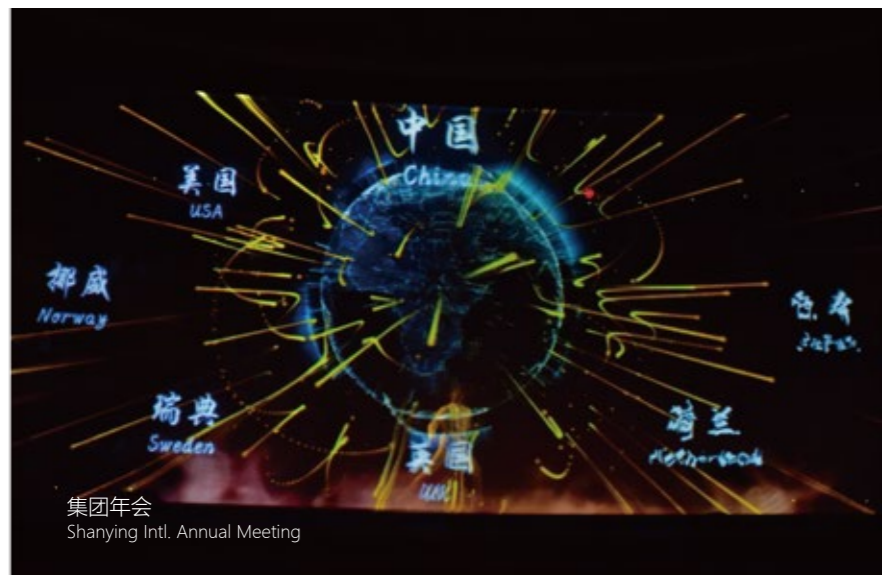 中国
China
美国
USA
挪威
Norway
瑞典
Sweden
英国
UK
荷兰
集团年会
Shanying Intl. Annual Meeting